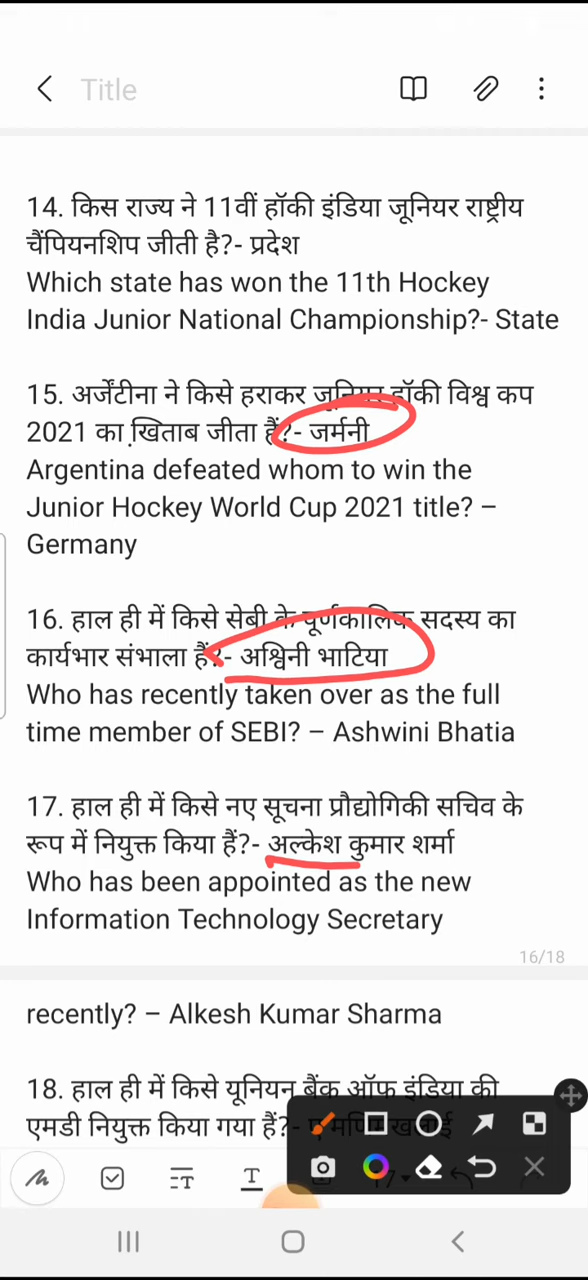 Title
14. किस राज्य ने 11वीं हॉकी इंडिया जूनियर राष्ट्रीय
चैंपियनशिप जीती है?- प्रदेश
Which state has won the 11th Hockey
India Junior National Championship?- State
15. अर्जेंटीना ने किसे हराकर जूनियर हॉकी विश्व कप
2021 का खिताब जीता हैं?- जर्मनी
Argentina defeated whom to win the
Junior Hockey World Cup 2021 title? –
Germany
16. हाल ही में किसे सेबी के पूर्णकालिक सदस्य का
कार्यभार संभाला हैं?- अश्विनी भाटिया
Who has recently taken over as the full
time member of SEBI? – Ashwini Bhatia
17. हाल ही में किसे नए सूचना प्रौद्योगिकी सचिव के
रूप में नियुक्त किया हैं?- अल्केश कुमार शर्मा
Who has been appointed as the new
Information Technology Secretary
16/18
recently? – Alkesh Kumar Sharma
18. हाल ही में किसे यूनियन बैंक ऑफ इंडिया की
एमडी नियुक्त किया गया हैं?-